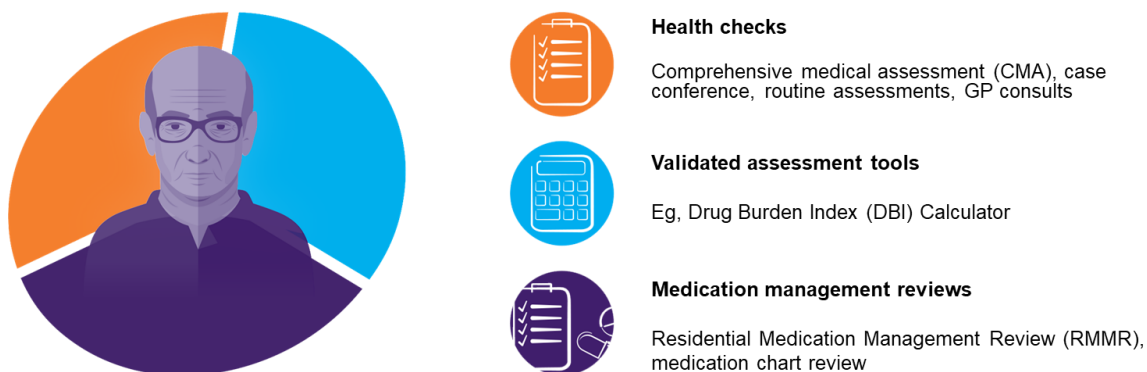 Health checks
Comprehensive medical assessment (CMA), case
conference, routine assessments, GP consults
Validated assessment tools
Eg, Drug Burden Index (DBI) Calculator
Medication management reviews
Residential Medication Management Review (RMMR),
medication chart review